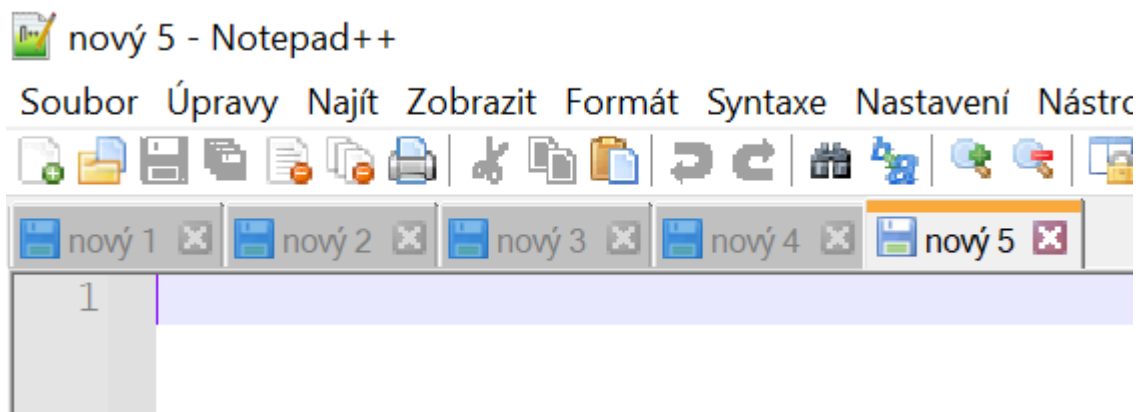 nový 5 - Notepad++
Soubor Úpravy Najít Zobrazit Formát Syntaxe Nastavení
nový 1 nový 2 nový 3 nový 4 nový 5
1